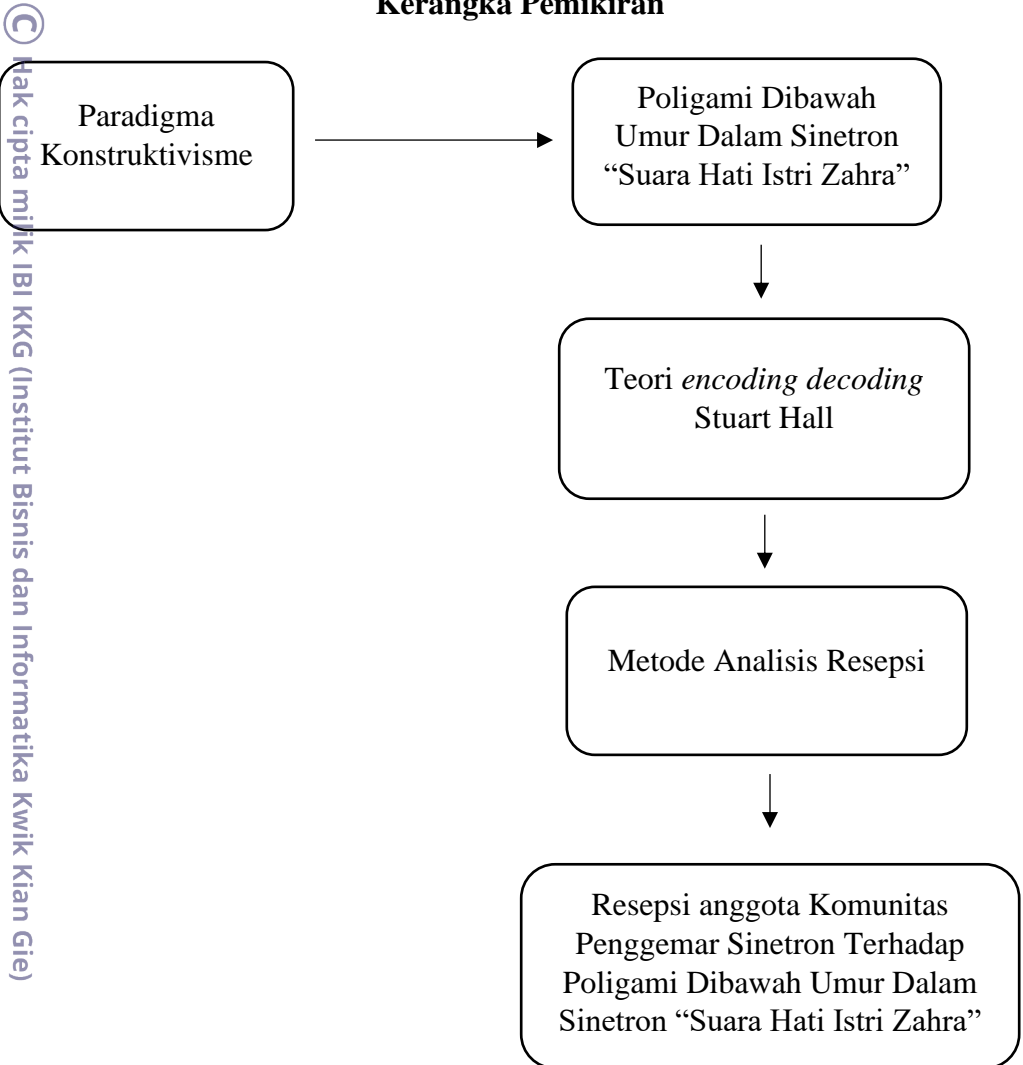 Kerangka Pemikiran
Paradigma
Konstruktivisme
Poligami Dibawah
Umur Dalam Sinetron
“Suara Hati Istri Zahra”
Teori encoding decoding
Stuart Hall
Metode Analisis Resepsi
Resepsi anggota Komunitas
Penggemar Sinetron Terhadap
Poligami Dibawah Umur Dalam
Sinetron “Suara Hati Istri Zahra”
© Hak cipta milik IBI KKG (Institut Bisnis dan Informatika Kwik Kian Gie)